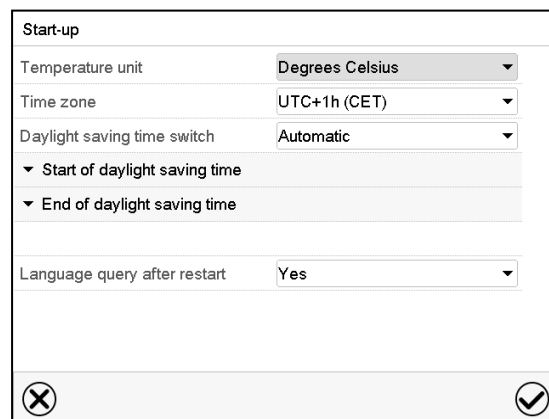 Start-up
Temperature unit Degrees Celsius
Time zone UTC+1h (CET)
Daylight saving time switch Automatic
Start of daylight saving time
End of daylight saving time
Language query after restart Yes